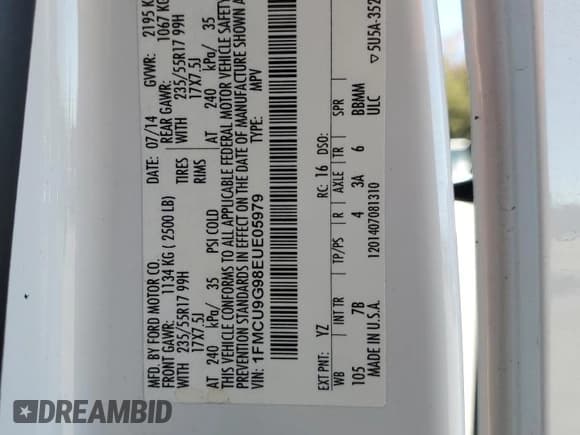 MFD. BY FORD MOTOR CO.
DATE: 07/14 GVWR: 2195 K
FRONT GAWR: 1134 KG ( 2500 LB) REAR GAWR: 1067 KG
WITH 235/55R17 99H TIRES WITH 235/55R17 99H
17X7.5J RIMS 17X7.5J
AT 240 kPa/ 35 PSI COLD AT 240 kPa/ 35
THIS VEHICLE CONFORMS TO ALL APPLICABLE FEDERAL MOTOR VEHICLE SAFETY
PREVENTION STANDARDS IN EFFECT ON THE DATE OF MANUFACTURE SHOWN A
VIN: 1FMCU9G98EUE05979 TYPE: MPV
EXT PNT: YZ RC: 16 DSO:
WB INT TR TP/PS R AXLE TR SPR
105 7B 4 3A 6 BBMM
MADE IN U.S.A. 1201407081310 ULC
▽5U5A-352
DREAMBID